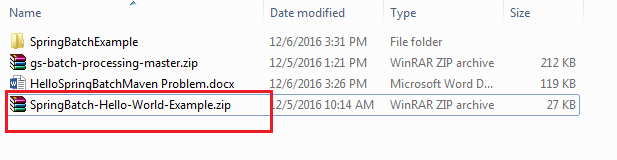 Name Date modified Type Size
SpringBatchExample 12/6/2016 3:31 PM File folder
gs-batch-processing-master.zip 12/5/2016 1:21 PM WinRAR ZIP archive 212 KB
HelloSpringBatchMaven Problem.docx 12/6/2016 3:26 PM Microsoft Word D... 119 KB
SpringBatch-Hello-World-Example.zip 12/5/2016 10:14 AM WinRAR ZIP archive 27 KB